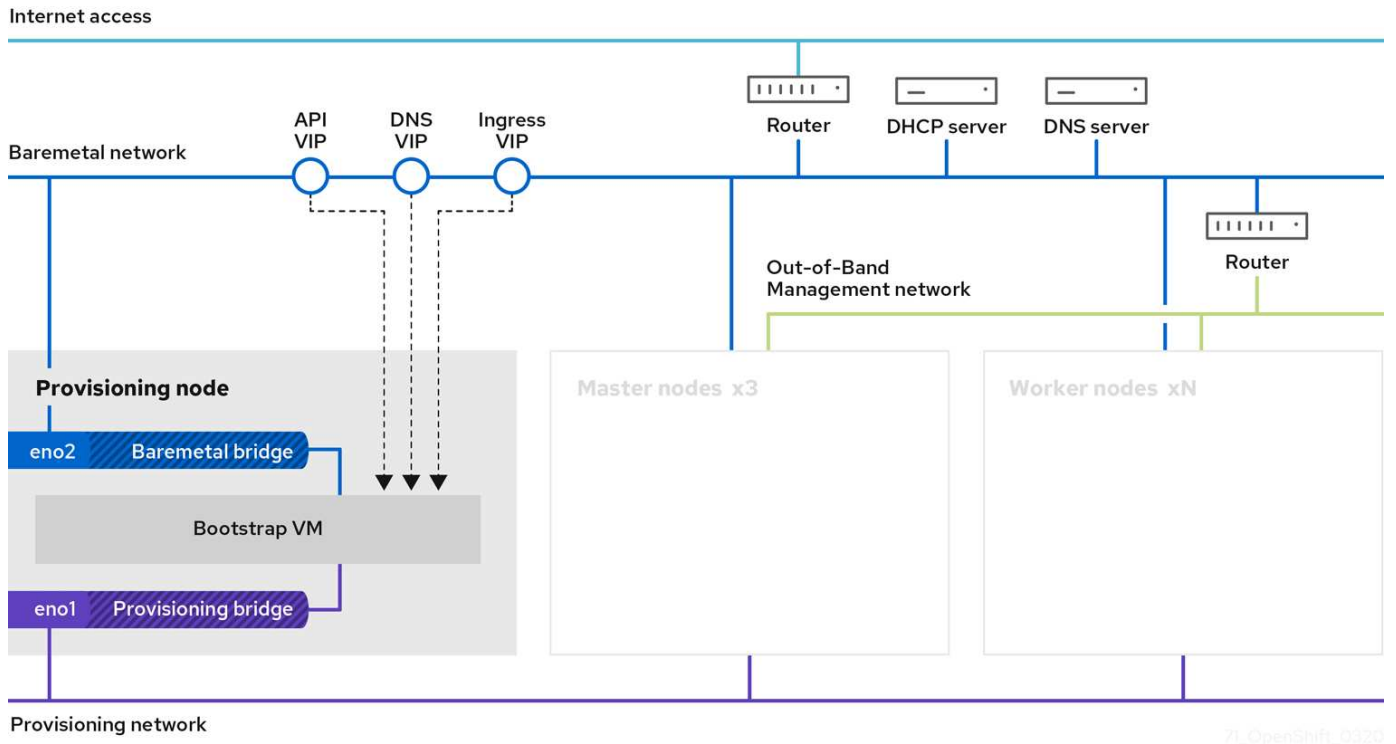 Internet access
API
VIP
DNS
VIP
Ingress
VIP
Router
DHCP server
DNS server
Baremetal network
Router
Out-of-Band
Management network
Provisioning node
Master nodes x3
Worker nodes xN
eno2
Baremetal bridge
Bootstrap VM
eno1
Provisioning bridge
Provisioning network
71_OpenShift_0320